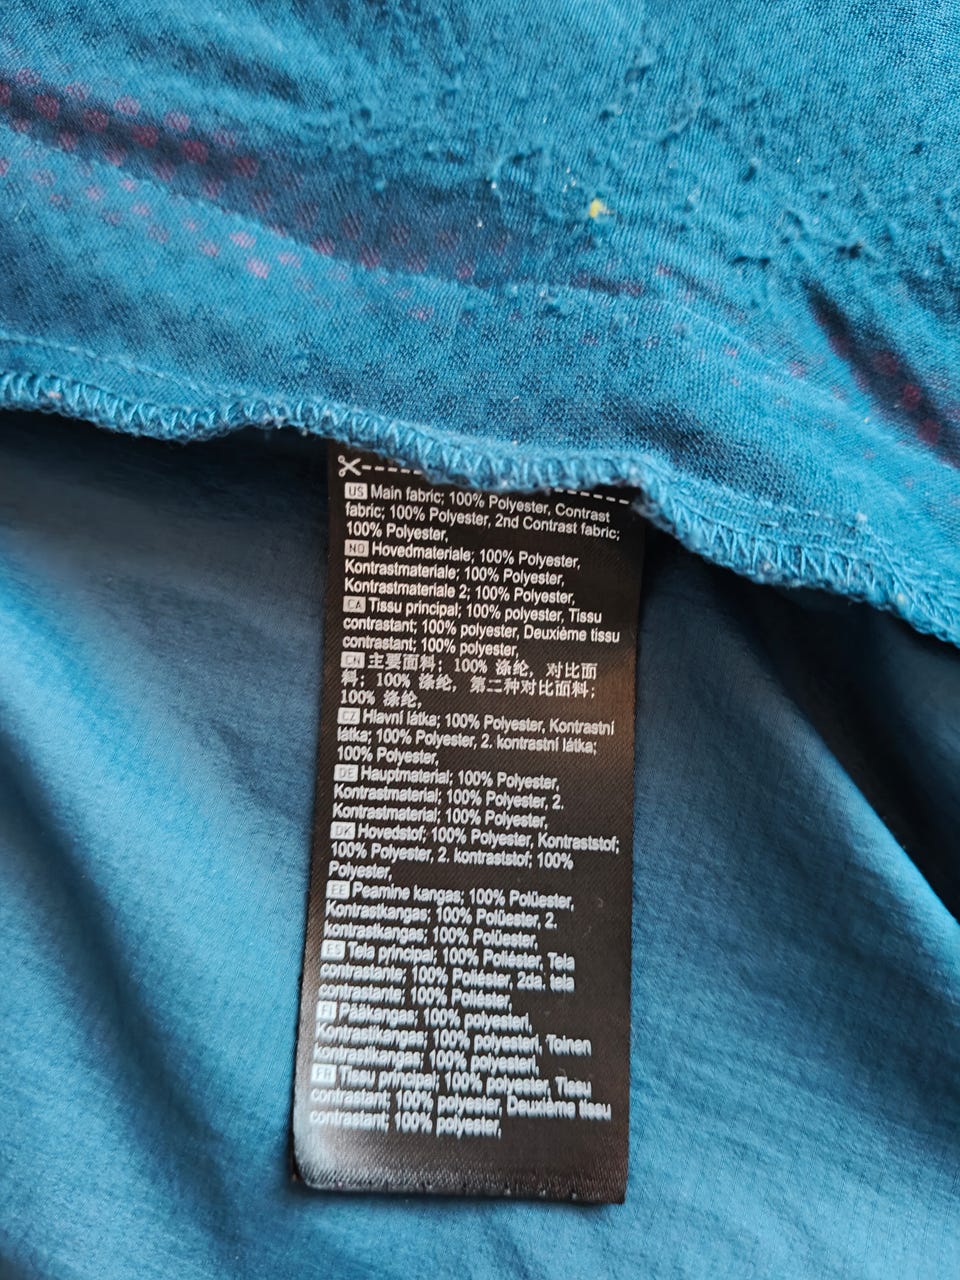 US Main fabric; 100% Polyester, Contrast
fabric; 100% Polyester, 2nd Contrast fabric;
100% Polyester,
NO Hovedmateriale; 100% Polyester,
Kontrastmateriale; 100% Polyester,
Kontrastmateriale 2; 100% Polyester,
CA Tissu principal; 100% polyester, Tissu
contrastant; 100% polyester, Deuxième tissu
contrastant; 100% polyester,
CN 主要面料; 100% 涤纶, 对比面
料; 100% 涤纶, 第二种对比面料;
100% 涤纶,
CZ Hlavní látka; 100% Polyester, Kontrastní
látka; 100% Polyester, 2. kontrastní látka;
100% Polyester,
DE Hauptmaterial; 100% Polyester,
Kontrastmaterial; 100% Polyester, 2.
Kontrastmaterial; 100% Polyester,
DK Hovedstof; 100% Polyester, Kontraststof;
100% Polyester, 2. kontraststof; 100%
Polyester,
EE Peamine kangas; 100% Polüester,
Kontrastkangas; 100% Polüester, 2.
kontrastkangas; 100% Polüester,
ES Tela principal; 100% Poliéster, Tela
contrastante; 100% Poliéster, 2da. tela
contrastante; 100% Poliéster,
FI Pääkangas; 100% polyesteri,
Kontrastikangas; 100% polyesteri, Toinen
kontrastikangas; 100% polyesteri,
FR Tissu principal; 100% polyester, Tissu
contrastant; 100% polyester, Deuxième tissu
contrastant; 100% polyester,